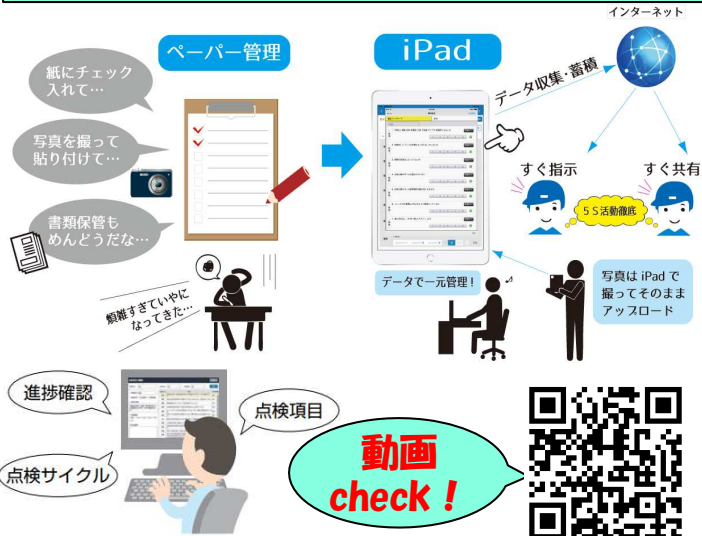 インターネット
ペーパー管理
iPad
紙にチェック
入れて…
データ収集・蓄積
写真を撮って
貼り付けて…
すぐ指示
すぐ共有
5S活動徹底
書類保管も
めんどうだな…
データで一元管理!
写真は iPad で
撮ってそのまま
アップロード
煩雑すぎていやに
なってきた…
進捗確認
点検項目
点検サイクル
動画
check!